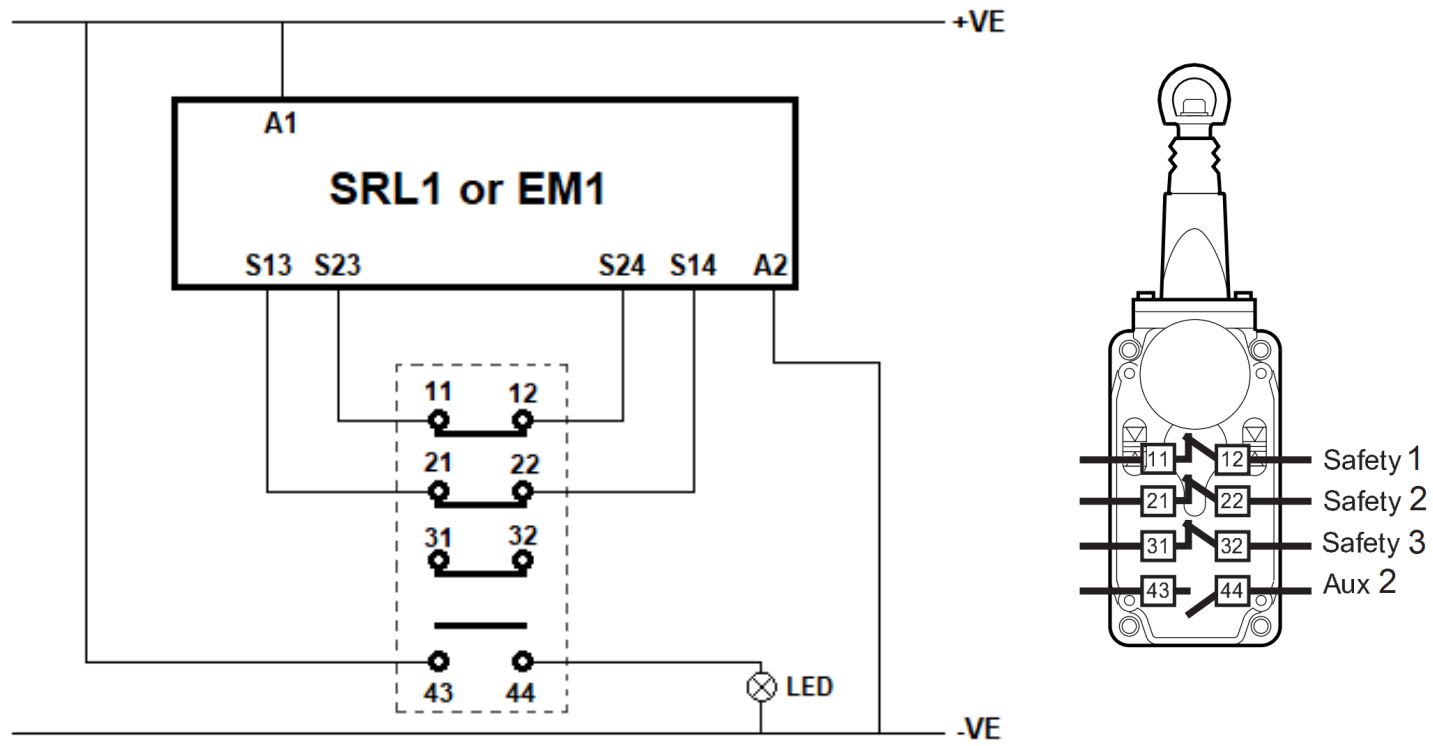 +VE
A1
SRL1 or EM1
S13 S23 S24 S14 A2
11 12
21 22
31 32
43 44
LED
-VE
11 12 Safety 1
21 22 Safety 2
31 32 Safety 3
43 44 Aux 2